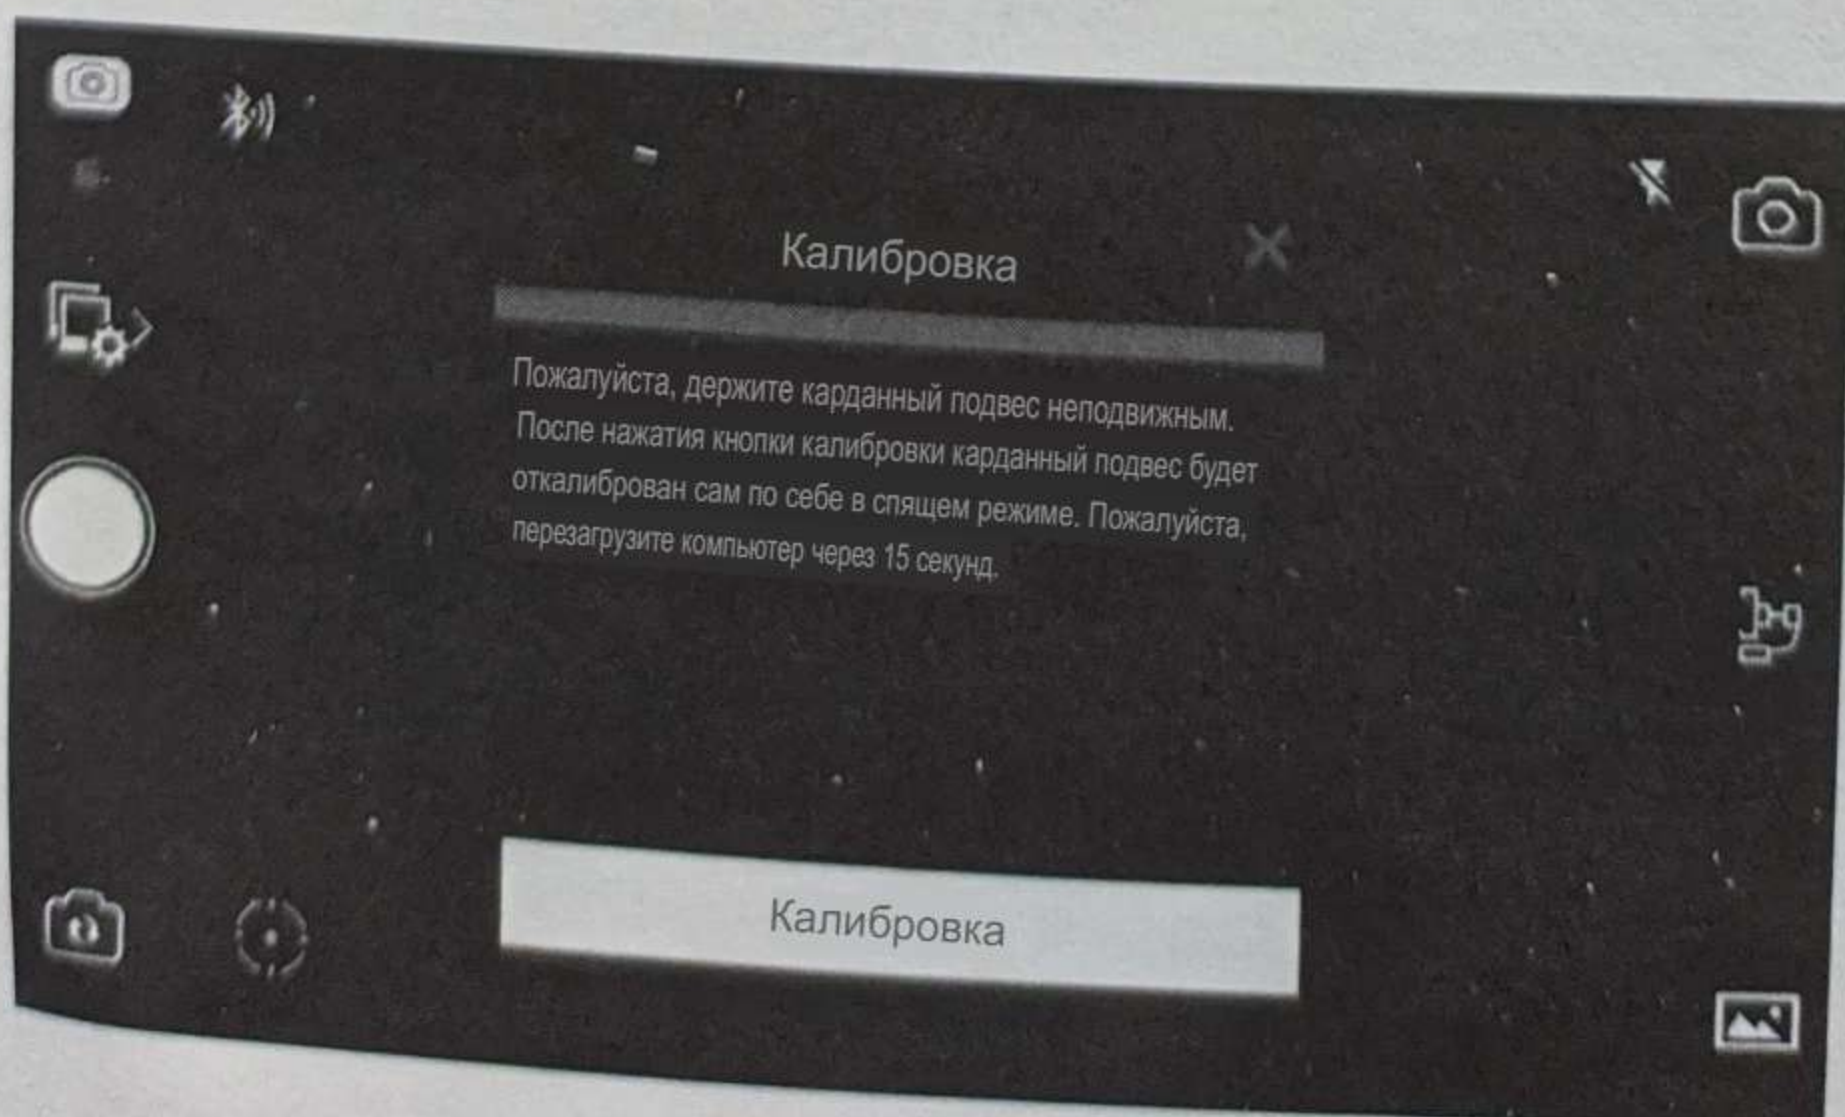 Калибровка
Пожалуйста, держите карданный подвес неподвижным.
После нажатия кнопки калибровки карданный подвес будет
откалиброван сам по себе в спящем режиме. Пожалуйста,
перезагрузите компьютер через 15 секунд.
Калибровка